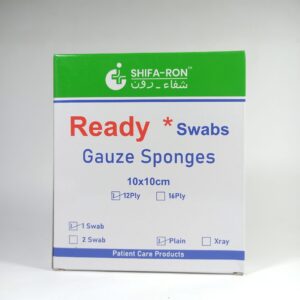 SHIFA-RON™
شفاء - رون
Ready * Swabs
Gauze Sponges
10x10cm
12Ply 16Ply
1 Swab
2 Swab Plain Xray
Patient Care Products